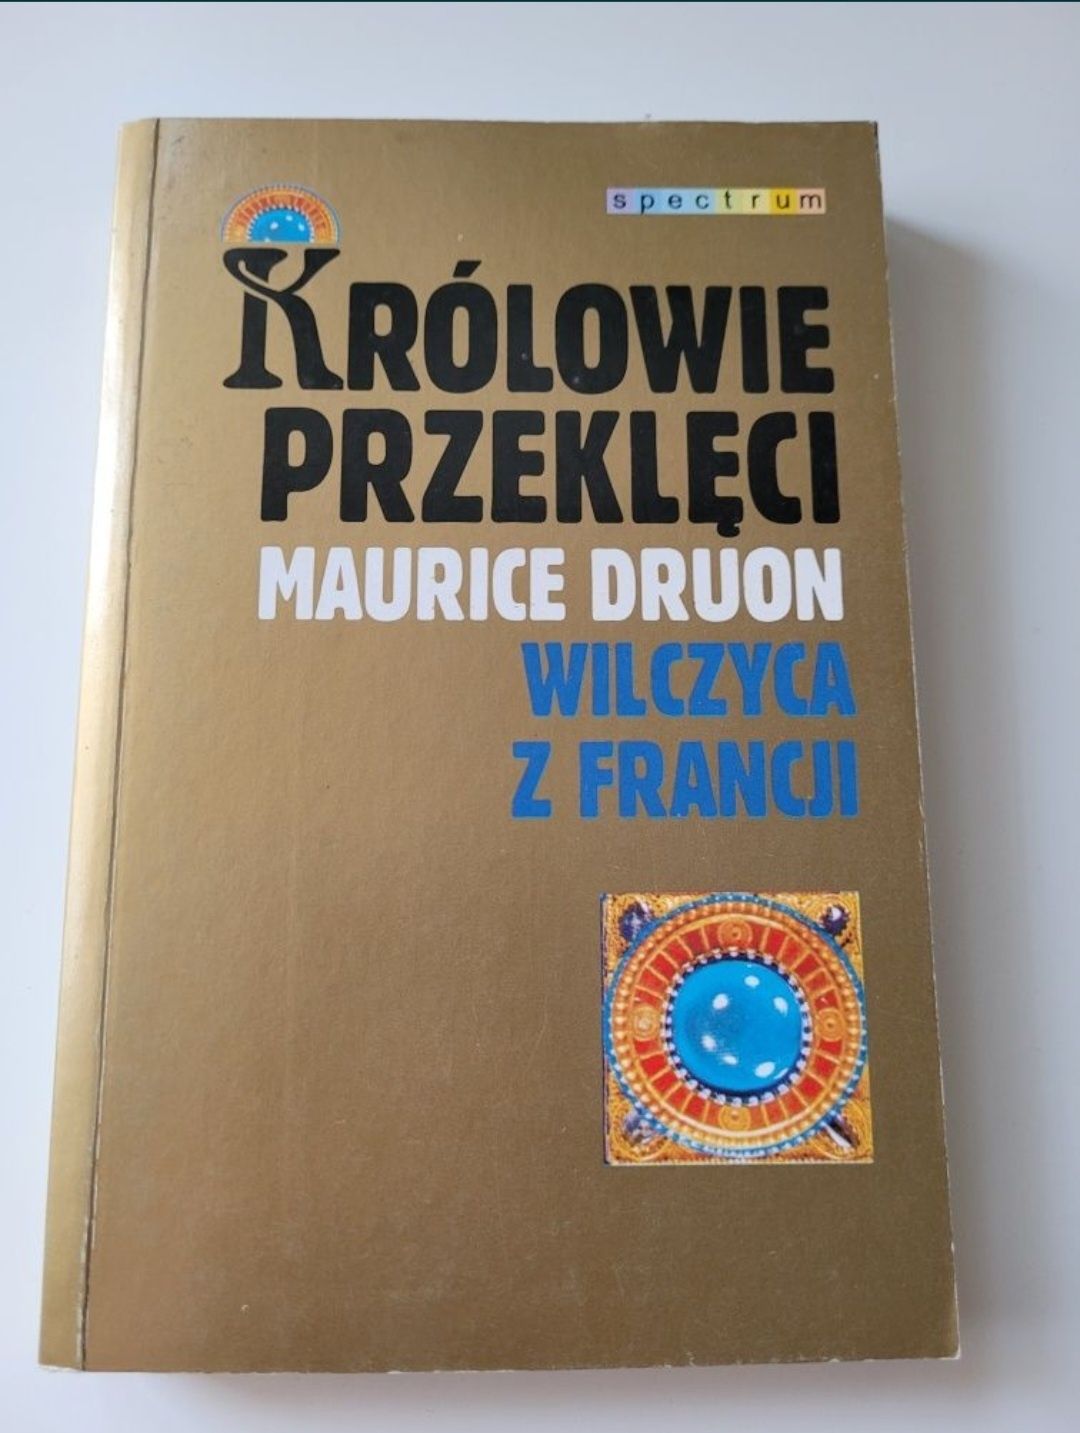 spectrum
KRÓLOWIE
PRZEKLĘCI
MAURICE DRUON
WILCZYCA
Z FRANCJI